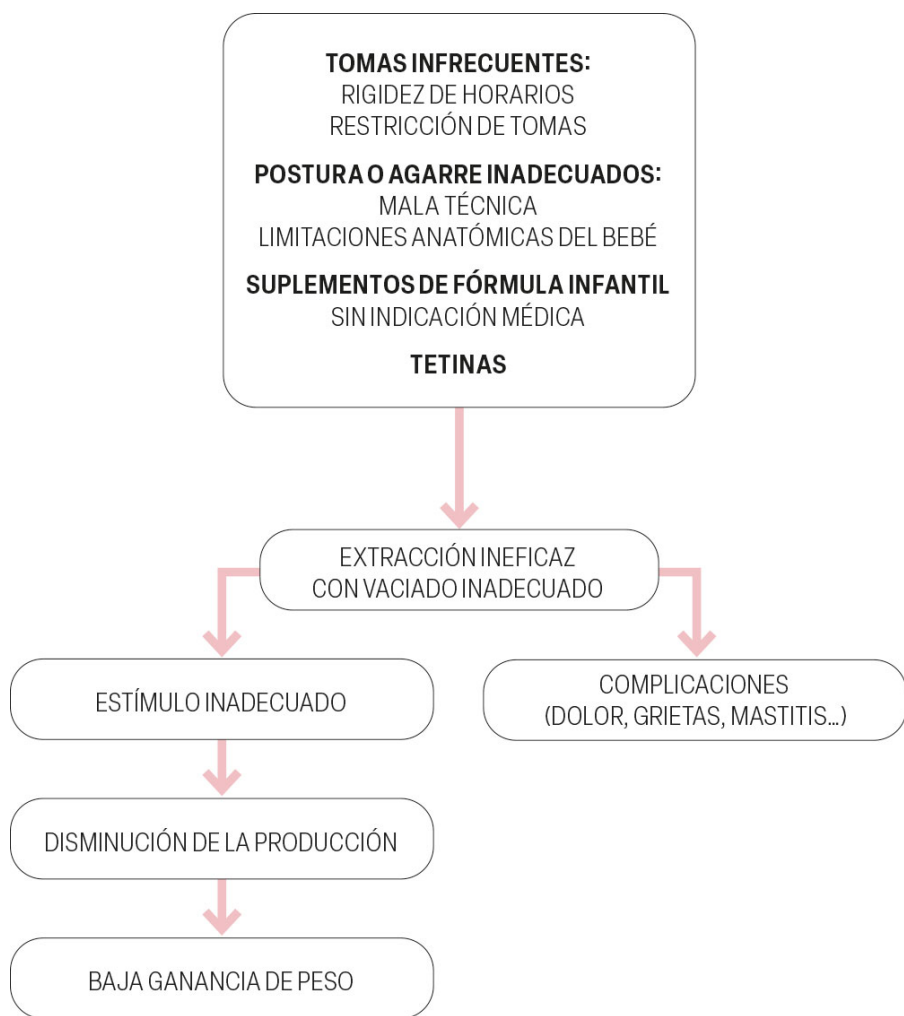 TOMAS INFRECUENTES:
RIGIDEZ DE HORARIOS
RESTRICCIÓN DE TOMAS
POSTURA O AGARRE INADECUADOS:
MALA TÉCNICA
LIMITACIONES ANATÓMICAS DEL BEBÉ
SUPLEMENTOS DE FÓRMULA INFANTIL
SIN INDICACIÓN MÉDICA
TETINAS
EXTRACCIÓN INEFICAZ
CON VACIADO INADECUADO
ESTÍMULO INADECUADO
COMPLICACIONES
(DOLOR, GRIETAS, MASTITIS...)
DISMINUCIÓN DE LA PRODUCCIÓN
BAJA GANANCIA DE PESO